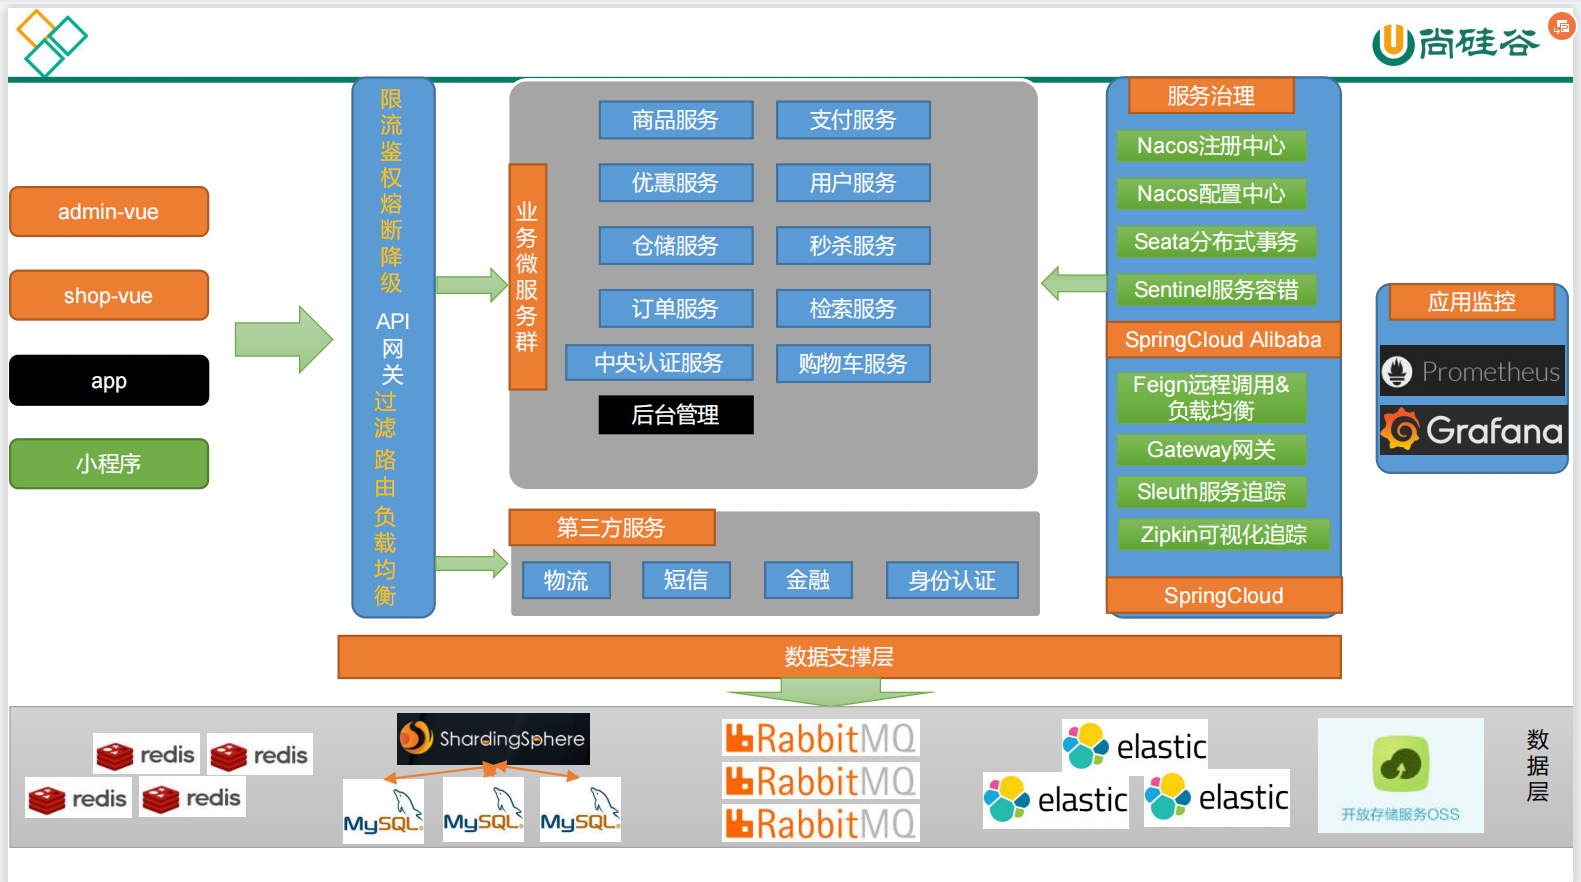 尚硅谷
admin-vue
shop-vue
app
小程序
限流鉴权熔断降级
API
网关
过滤
路由
负载均衡
业务微服务群
商品服务
支付服务
优惠服务
用户服务
仓储服务
秒杀服务
订单服务
检索服务
中央认证服务
购物车服务
后台管理
第三方服务
物流
短信
金融
身份认证
服务治理
Nacos注册中心
Nacos配置中心
Seata分布式事务
Sentinel服务容错
SpringCloud Alibaba
Feign远程调用&
负载均衡
Gateway网关
Sleuth服务追踪
Zipkin可视化追踪
SpringCloud
应用监控
Prometheus
Grafana
数据支撑层
redis
redis
redis
redis
ShardingSphere
MySQL
MySQL
MySQL
RabbitMQ
RabbitMQ
RabbitMQ
elastic
elastic
elastic
开放存储服务OSS
数据层